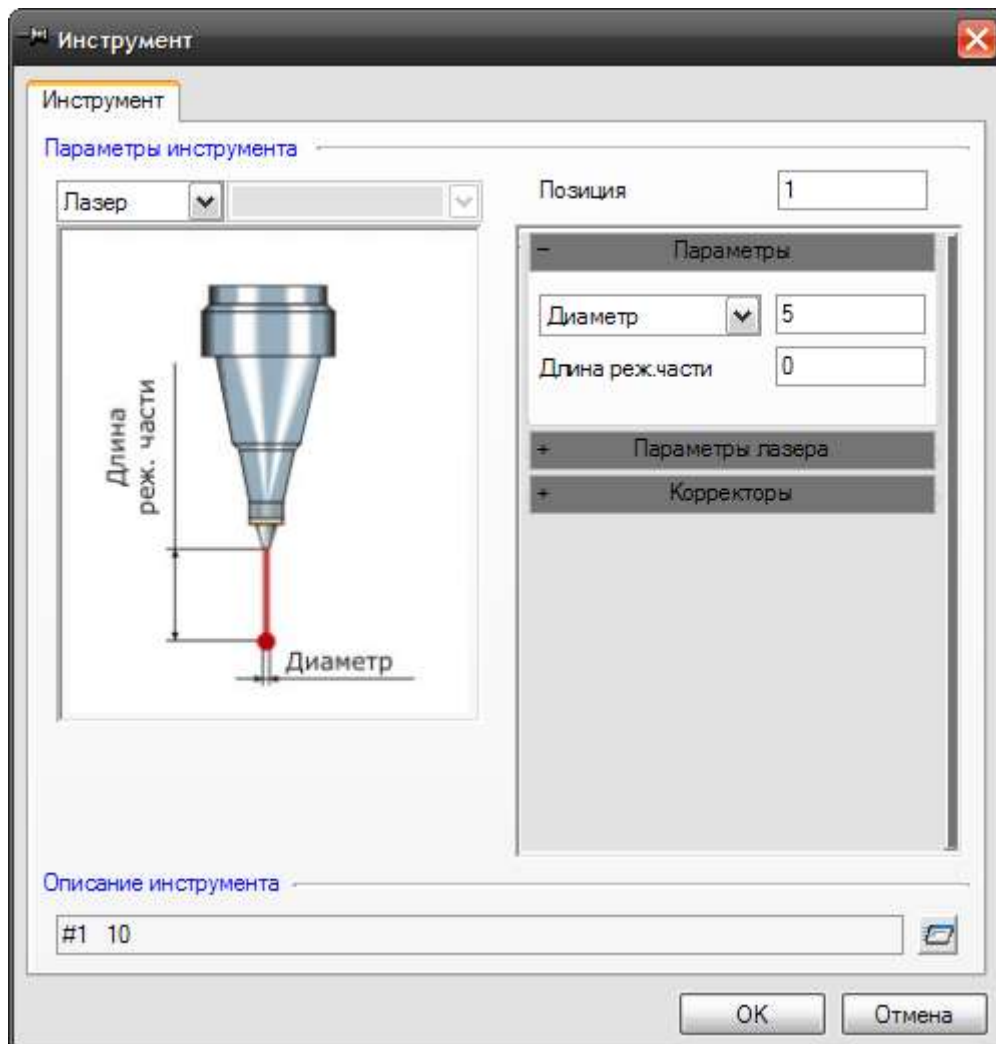 Инструмент
Инструмент
Параметры инструмента
Лазер
Позиция 1
− Параметры
Диаметр 5
Длина реж.части 0
+ Параметры лазера
+ Корректоры
Длина
реж. части
Диаметр
Описание инструмента
#1 10
OK Отмена